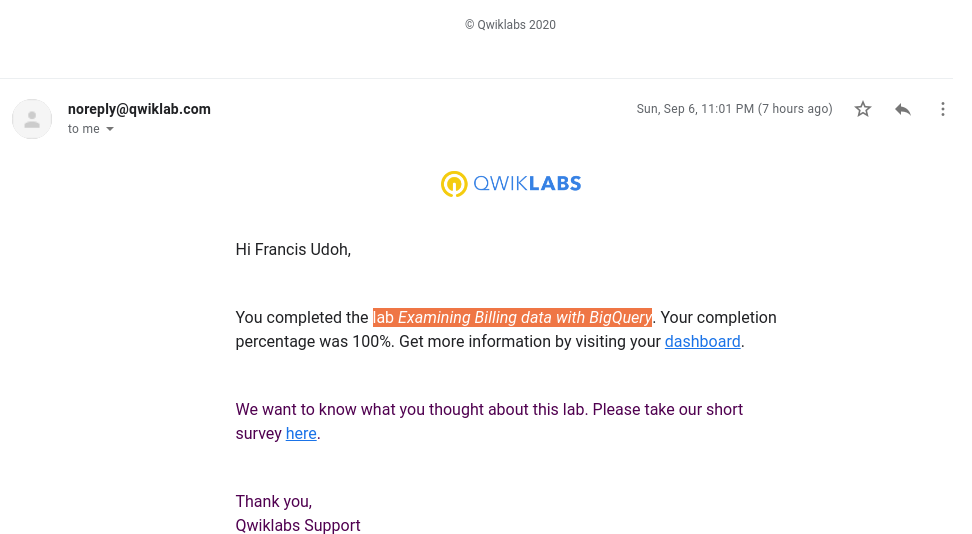 © Qwiklabs 2020
noreply@qwiklab.com
Sun, Sep 6, 11:01 PM (7 hours ago)
to me
QWIKLABS
Hi Francis Udoh,
You completed the lab Examining Billing data with BigQuery. Your completion
percentage was 100%. Get more information by visiting your dashboard.
We want to know what you thought about this lab. Please take our short
survey here.
Thank you,
Qwiklabs Support